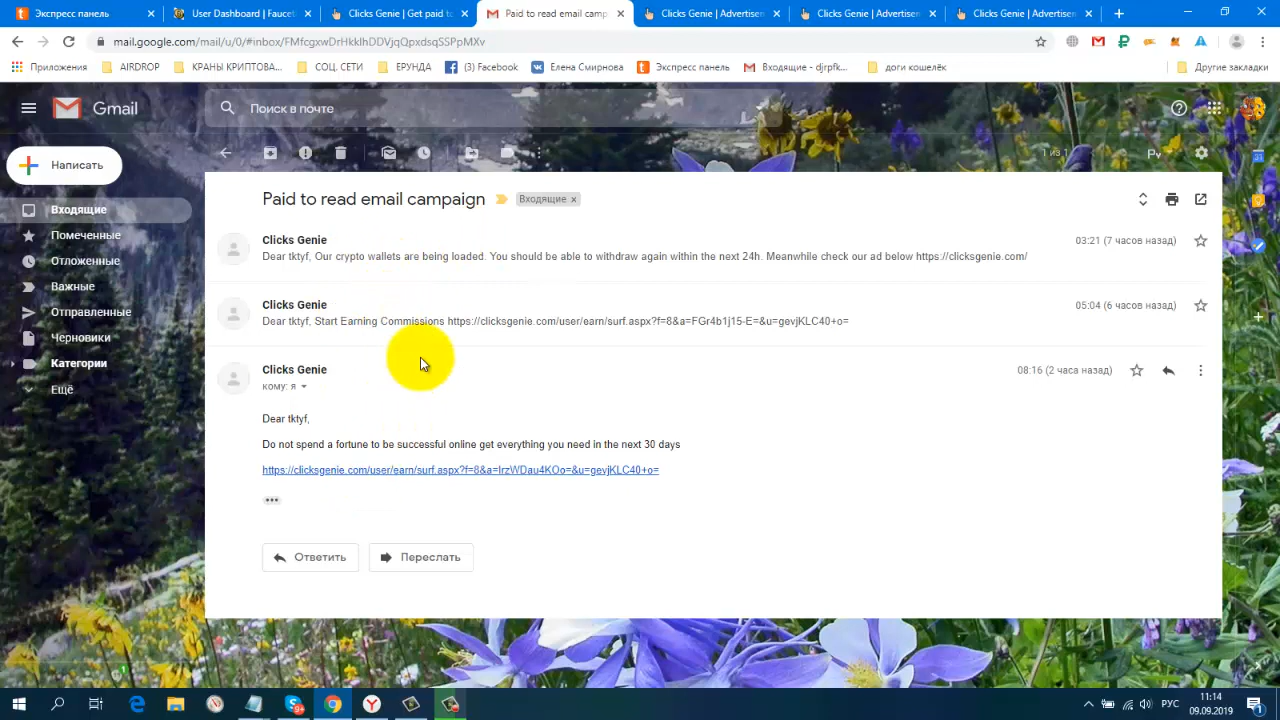 Экспресс панель
User Dashboard / Faucet
Clicks Genie | Get paid to
Paid to read email camp
Clicks Genie | Advertisen
Clicks Genie | Advertisen
Clicks Genie | Advertisen
mail.google.com/mail/u/0/#inbox/FMfcgxwDrHkklhDDVjqQpxdsqSSPpMXv
Приложения
AIRDROP
КРАНЫ КРИПТОВА...
СОЦ. СЕТИ
ЕРУНДА
(3) Facebook
Елена Смирнова
Экспресс панель
Входящие - djrpfk...
доги кошелёк
Другие закладки
Gmail
Поиск в почте
Написать
1 из 1
Ру
Входящие
Помеченные
Отложенные
Важные
Отправленные
Черновики
Категории
Ещё
Paid to read email campaign
Входящие x
Clicks Genie
03:21 (7 часов назад)
Dear tktyf, Our crypto wallets are being loaded. You should be able to withdraw again within the next 24h. Meanwhile check our ad below https://clicksgenie.com/
Clicks Genie
05:04 (6 часов назад)
Dear tktyf, Start Earning Commissions https://clicksgenie.com/user/earn/surf.aspx?f=8&a=FGr4b1j15-E=&u=gevjKLC40+o=
Clicks Genie
08:16 (2 часа назад)
кому: я
Dear tktyf,
Do not spend a fortune to be successful online get everything you need in the next 30 days
https://clicksgenie.com/user/earn/surf.aspx?f=8&a=IrzWDau4KOo=&u=gevjKLC40+o=
Ответить
Переслать
РУС
11:14
09.09.2019